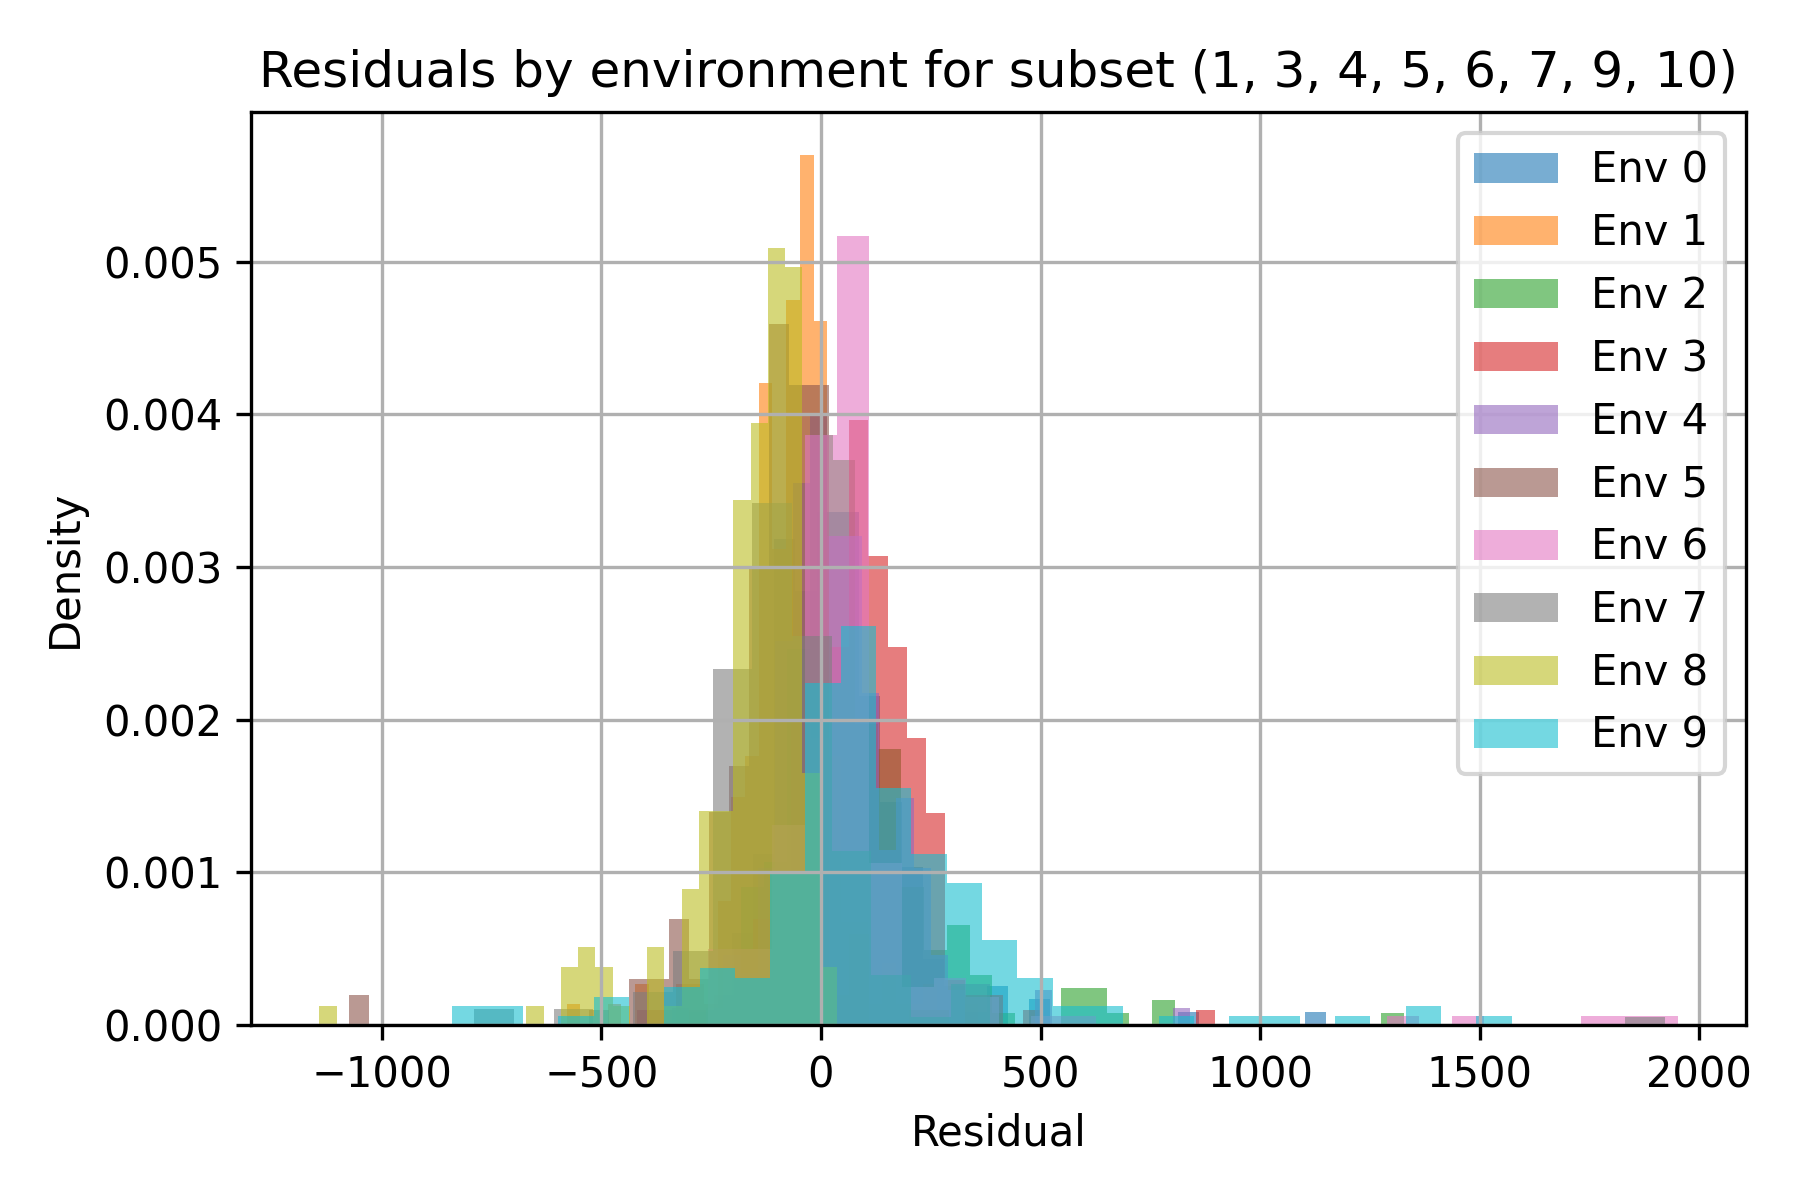 Residuals by environment for subset (1, 3, 4, 5, 6, 7, 9, 10)
Env 0
Env 1
Env 2
Env 3
Env 4
Env 5
Env 6
Env 7
Env 8
Env 9
Density
0.005
0.004
0.003
0.002
0.001
0.000
−1000 −500 0 500 1000 1500 2000
Residual